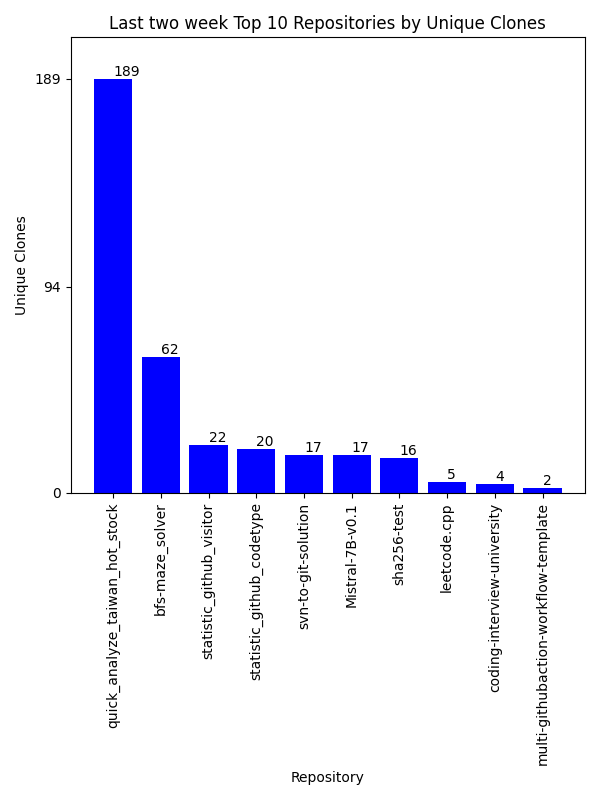 Last two week Top 10 Repositories by Unique Clones
Unique Clones
189
94
0
189
62
22
20
17
17
16
5
4
2
quick_analyze_taiwan_hot_stock
bfs-maze_solver
statistic_github_visitor
statistic_github_codetype
svn-to-git-solution
Mistral-7B-v0.1
sha256-test
leetcode.cpp
coding-interview-university
multi-githubaction-workflow-template
Repository